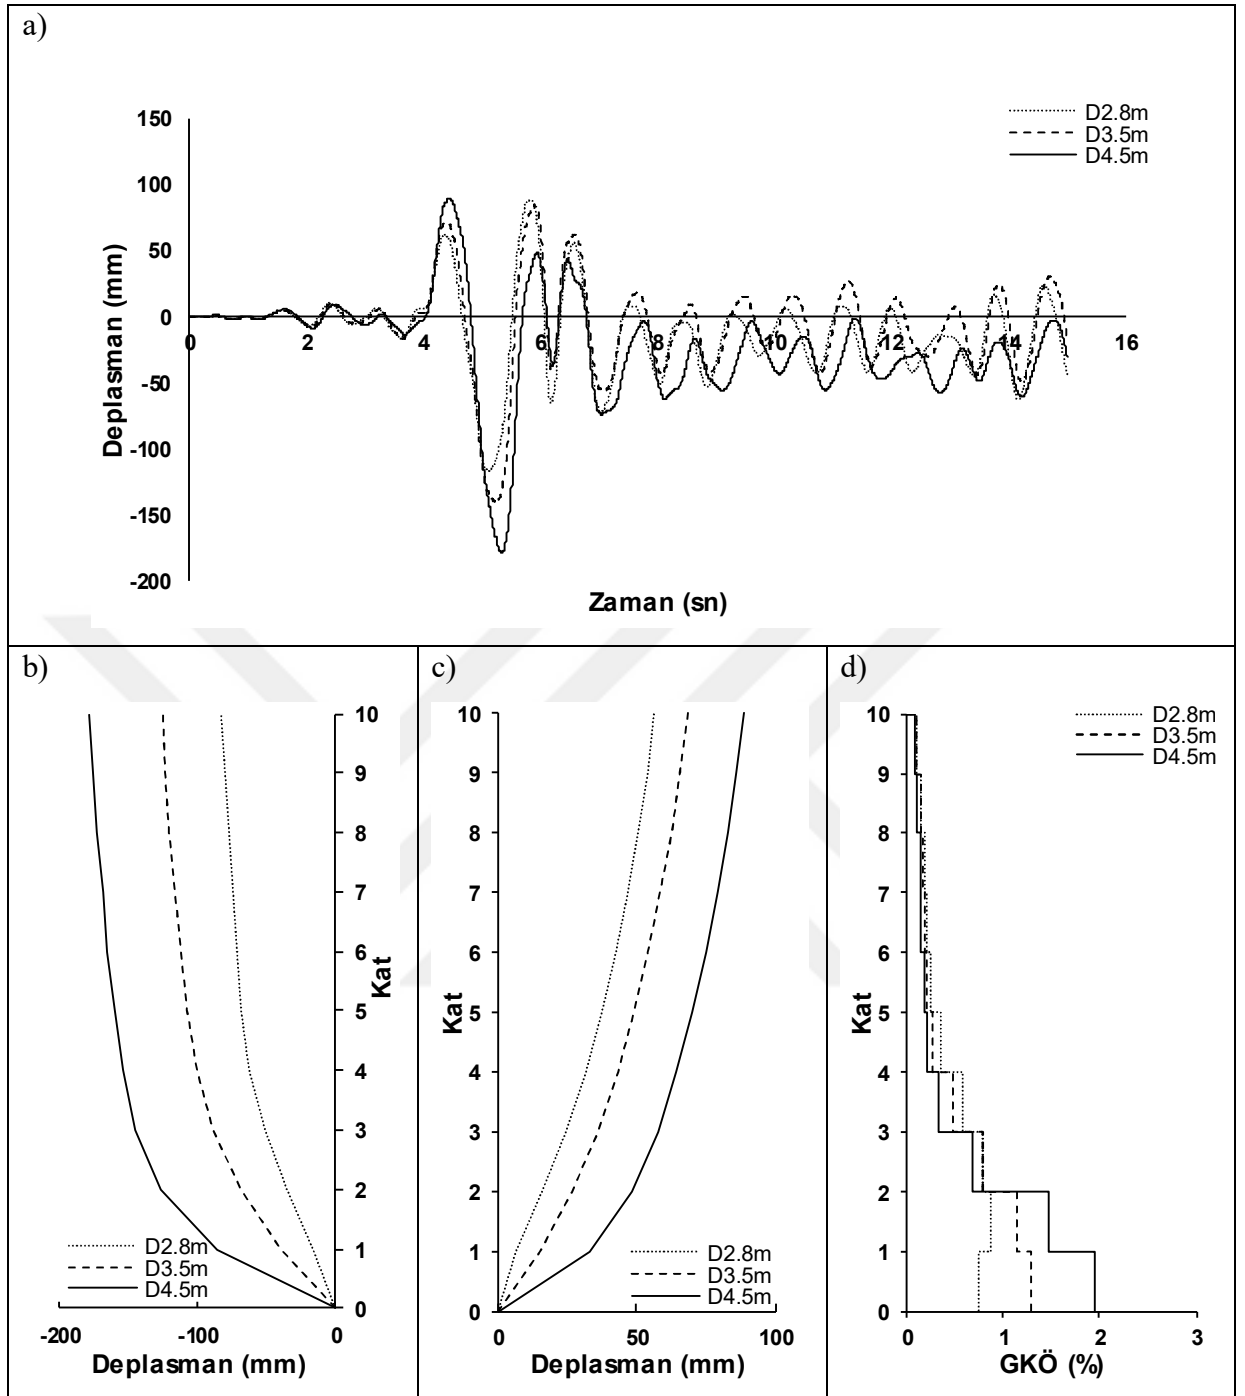 a)
D2.8m
D3.5m
D4.5m
150
100
50
0
-50
-100
-150
-200
Deplasman (mm)
0 2 4 6 8 10 12 14 16
Zaman (sn)
b)
10
9
8
7
6
5
4
3
2
1
0
Kat
D2.8m
D3.5m
D4.5m
-200 -100 0
Deplasman (mm)
c)
10
9
8
7
6
5
4
3
2
1
0
Kat
D2.8m
D3.5m
D4.5m
0 50 100
Deplasman (mm)
d)
D2.8m
D3.5m
D4.5m
10
9
8
7
6
5
4
3
2
1
0
Kat
0 1 2 3
GKÖ (%)